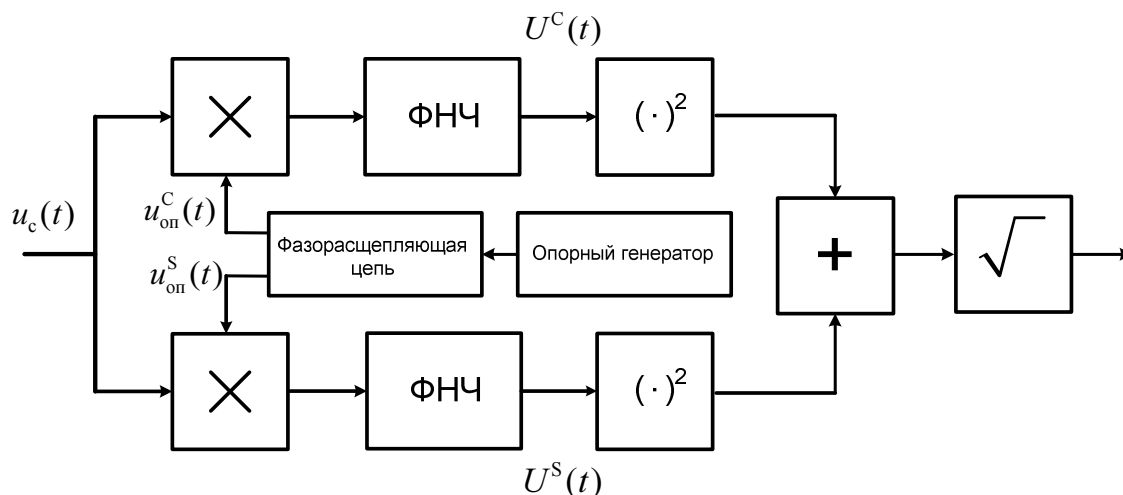 U^C(t)
× ФНЧ (·)²
u_c(t)
u_оп^C(t)
Фазорасщепляющая
цепь
Опорный генератор
+ √
u_оп^S(t)
× ФНЧ (·)²
U^S(t)